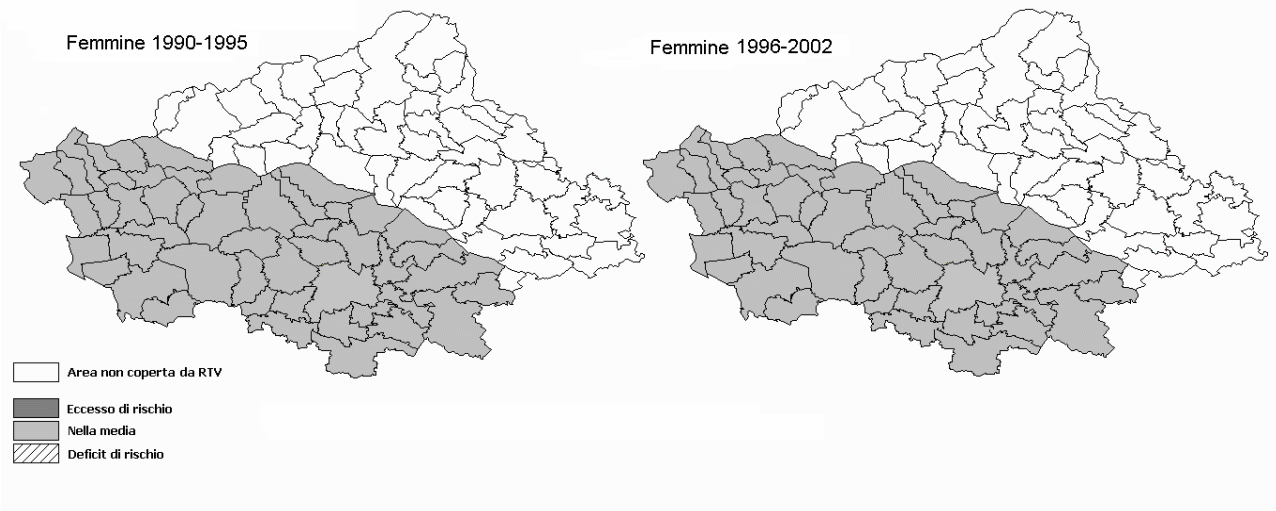 Femmine 1990-1995
Femmine 1996-2002
Area non coperta da RTV
Eccesso di rischio
Nella media
Deficit di rischio